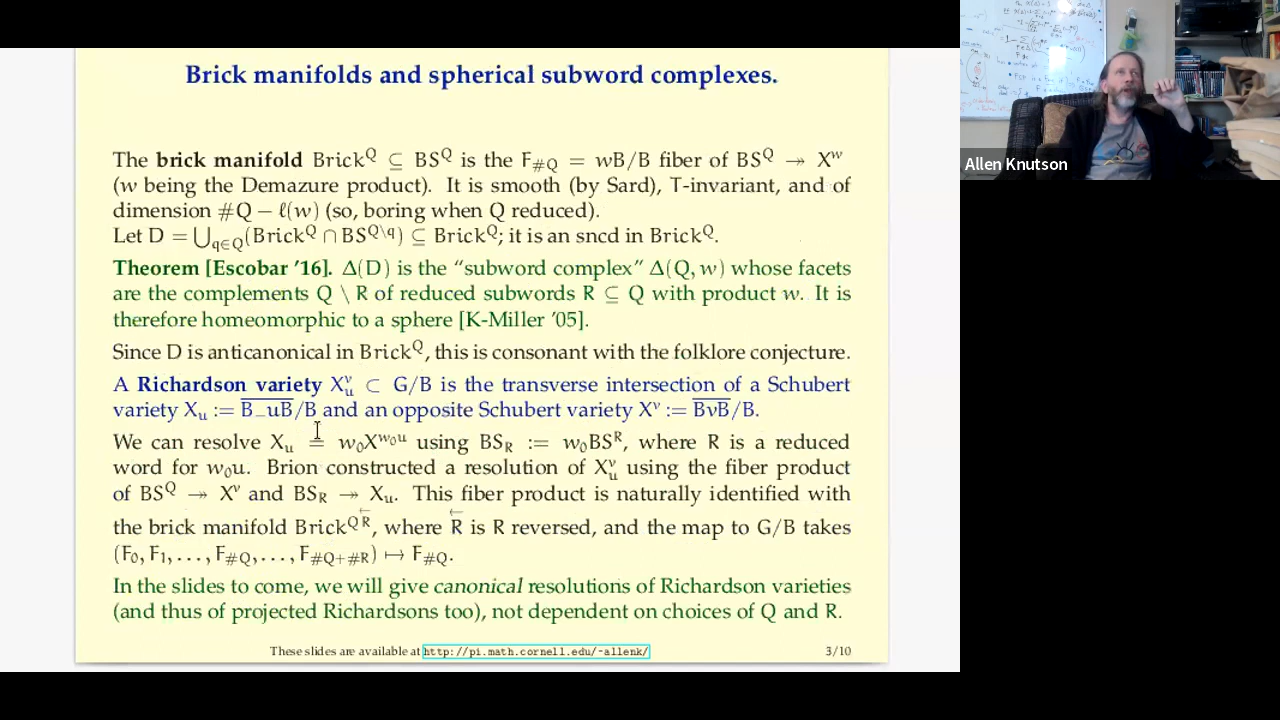 Brick manifolds and spherical subword complexes.
The brick manifold Brick^Q ⊆ BS^Q is the F_{#Q} = wB/B fiber of BS^Q ↠ X^w
(w being the Demazure product). It is smooth (by Sard), T-invariant, and of
dimension #Q − ℓ(w) (so, boring when Q reduced).
Let D = ⋃_{q∈Q}(Brick^Q ∩ BS^{Q\q}) ⊆ Brick^Q; it is an sncd in Brick^Q.
Theorem [Escobar '16]. Δ(D) is the “subword complex” Δ(Q, w) whose facets
are the complements Q \ R of reduced subwords R ⊆ Q with product w. It is
therefore homeomorphic to a sphere [K-Miller '05].
Since D is anticanonical in Brick^Q, this is consonant with the folklore conjecture.
A Richardson variety X_u^v ⊂ G/B is the transverse intersection of a Schubert
variety X_u := \overline{B_−uB}/B and an opposite Schubert variety X^v := \overline{BvB}/B.
We can resolve X_u = w_0X^{w_0u} using BS_R := w_0BS^R, where R is a reduced
word for w_0u. Brion constructed a resolution of X_u^v using the fiber product
of BS^Q ↠ X^v and BS_R ↠ X_u. This fiber product is naturally identified with
the brick manifold Brick^{Q\overleftarrow{R}}, where \overleftarrow{R} is R reversed, and the map to G/B takes
(F_0, F_1, . . . , F_{#Q}, . . . , F_{#Q+#R}) ↦ F_{#Q}.
In the slides to come, we will give canonical resolutions of Richardson varieties
(and thus of projected Richardsons too), not dependent on choices of Q and R.
These slides are available at http://pi.math.cornell.edu/~allenk/
3/10
Allen Knutson